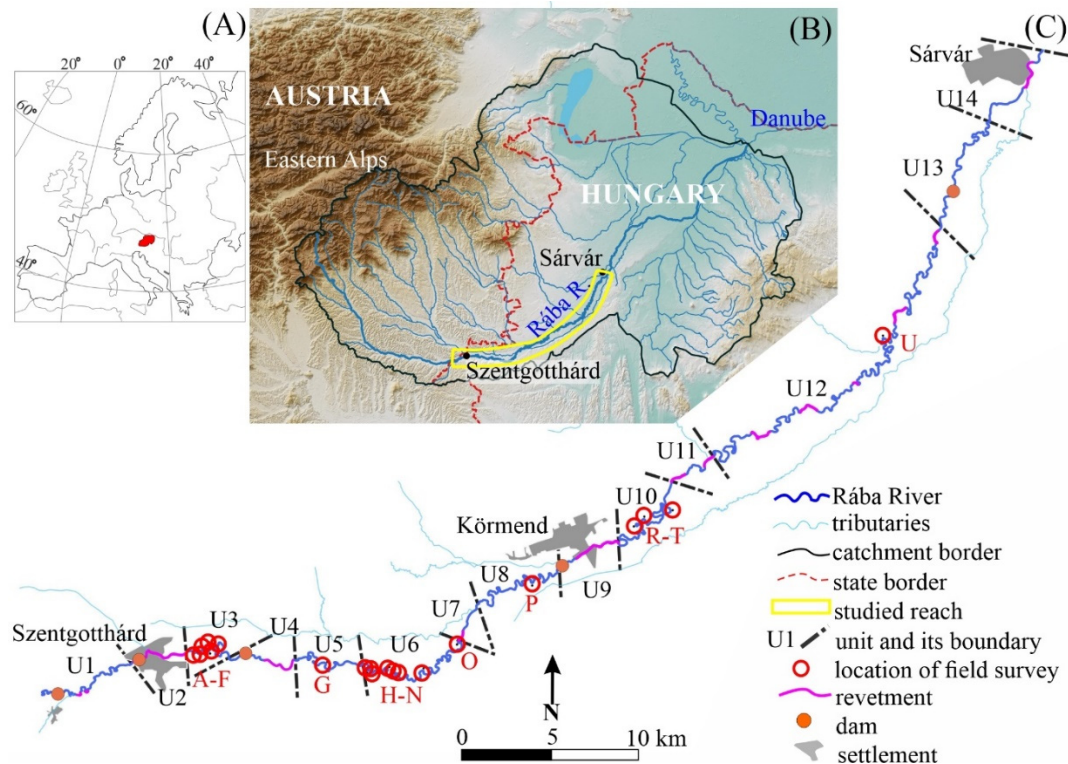 (A)
20°
0°
20°
40°
60°
40°
(B)
AUSTRIA
Eastern Alps
Danube
HUNGARY
Sárvár
Rába R.
Szentgotthárd
(C)
Sárvár
U14
U13
U
U12
U11
U10
R-T
Körmend
U9
U8
P
U7
O
U6
H-N
U5
G
U4
U3
A-F
Szentgotthárd
U2
U1
N
0 5 10 km
Rába River
tributaries
catchment border
state border
studied reach
U1 unit and its boundary
location of field survey
revetment
dam
settlement